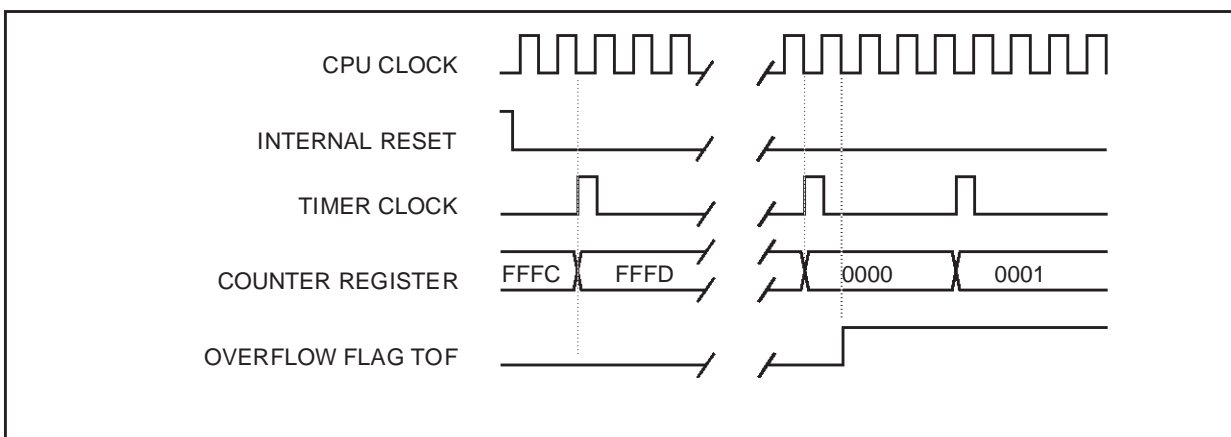 CPU CLOCK
INTERNAL RESET
TIMER CLOCK
COUNTER REGISTER
FFFC FFFD 0000 0001
OVERFLOW FLAG TOF